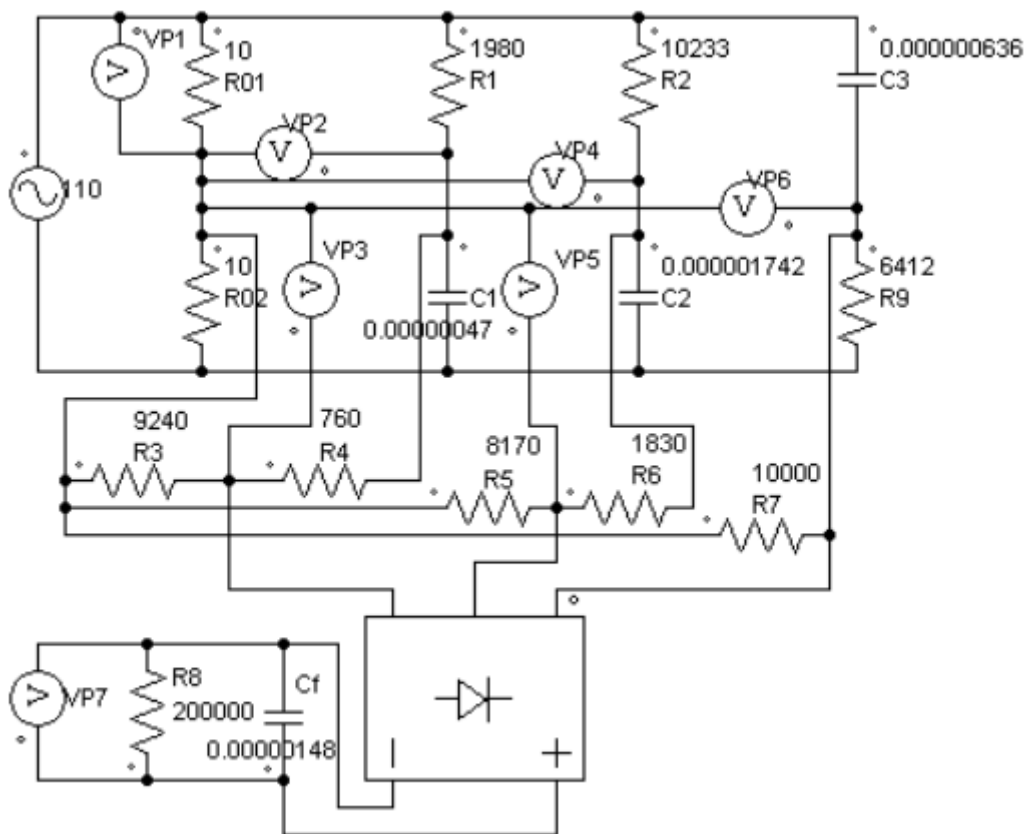 VP1
10
R01
1980
R1
10233
R2
0.000000636
C3
VP2
VP4
VP6
110
10
R02
VP3
C1
0.00000047
VP5
0.000001742
C2
6412
R9
9240
R3
760
R4
8170
R5
1830
R6
10000
R7
VP7
R8
200000
Cf
0.00000148
V
V
V
V
V
V
V